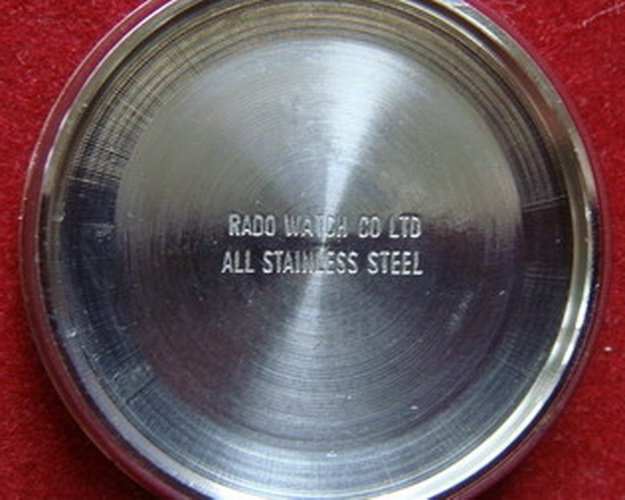 RADO WATCH CO LTD
ALL STAINLESS STEEL